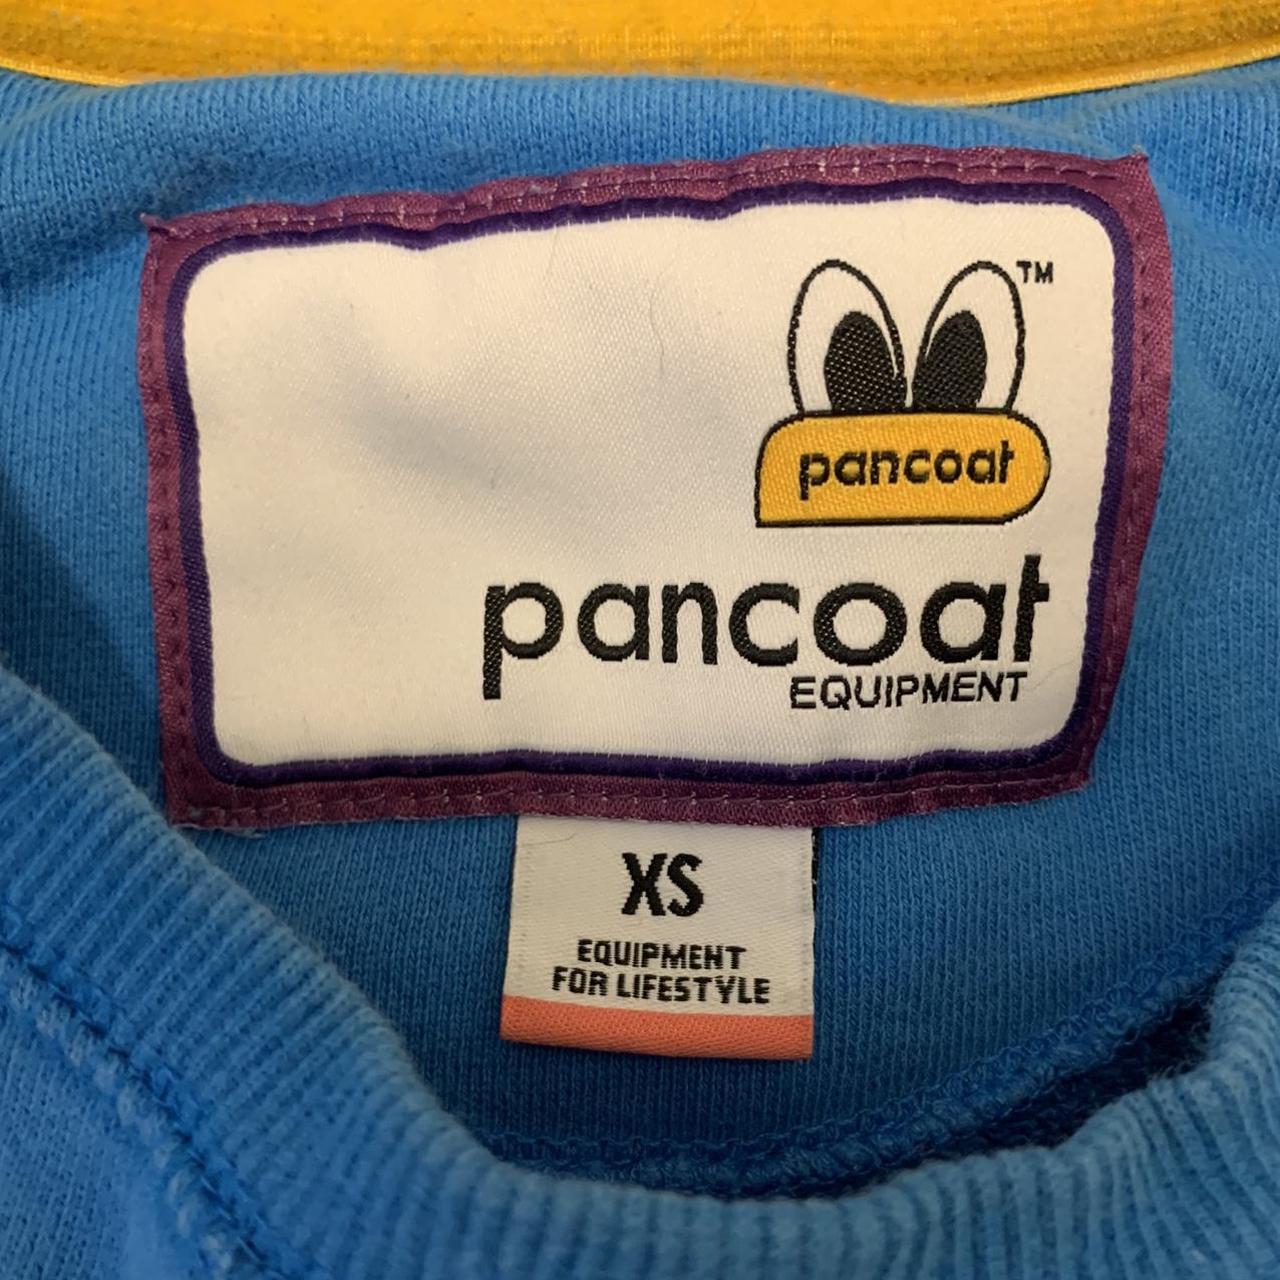 TM
pancoat
pancoat
EQUIPMENT
XS
EQUIPMENT
FOR LIFESTYLE